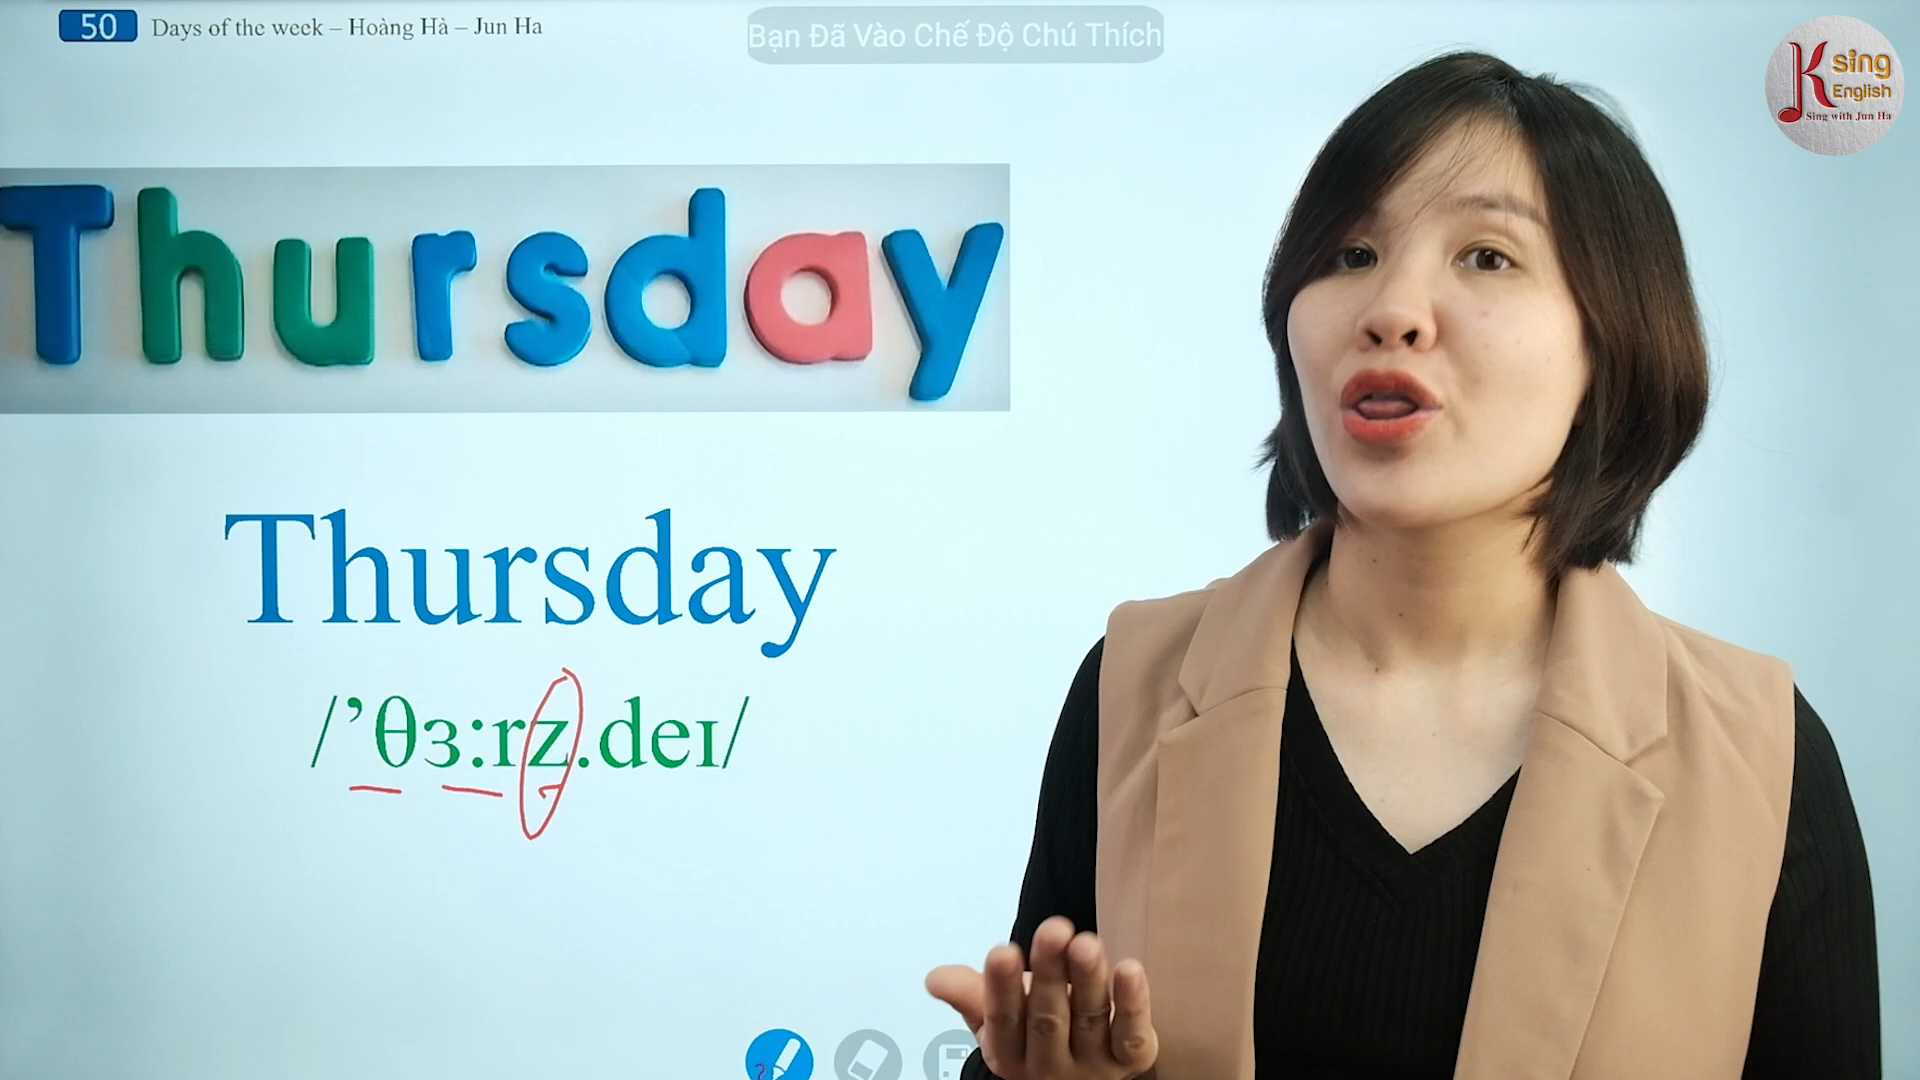 50 Days of the week – Hoàng Hà – Jun Ha
Bạn Đã Vào Chế Độ Chú Thích
K sing
English
Sing with Jun Ha
Thursday
Thursday
/’θɜ:rz.deɪ/